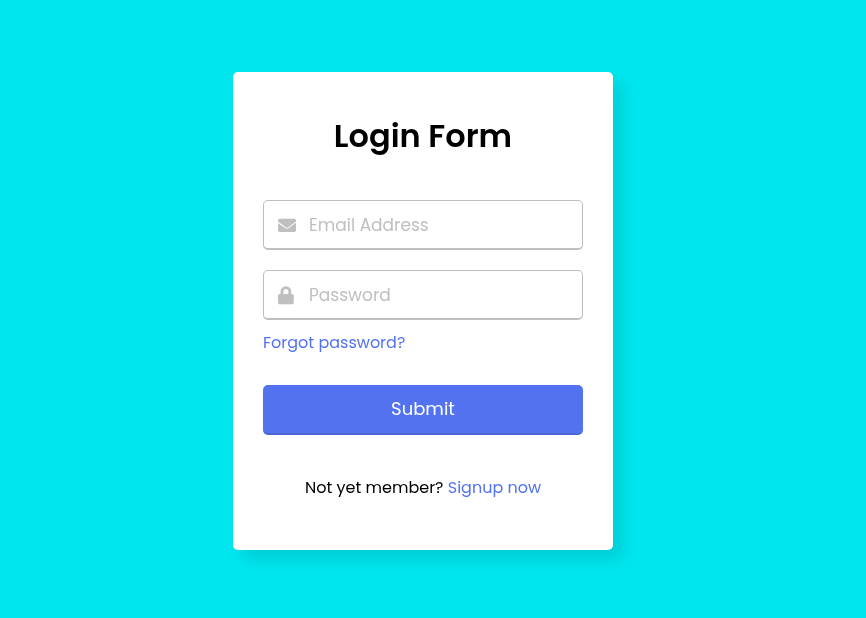 Login Form
Email Address
Password
Forgot password?
Submit
Not yet member? Signup now